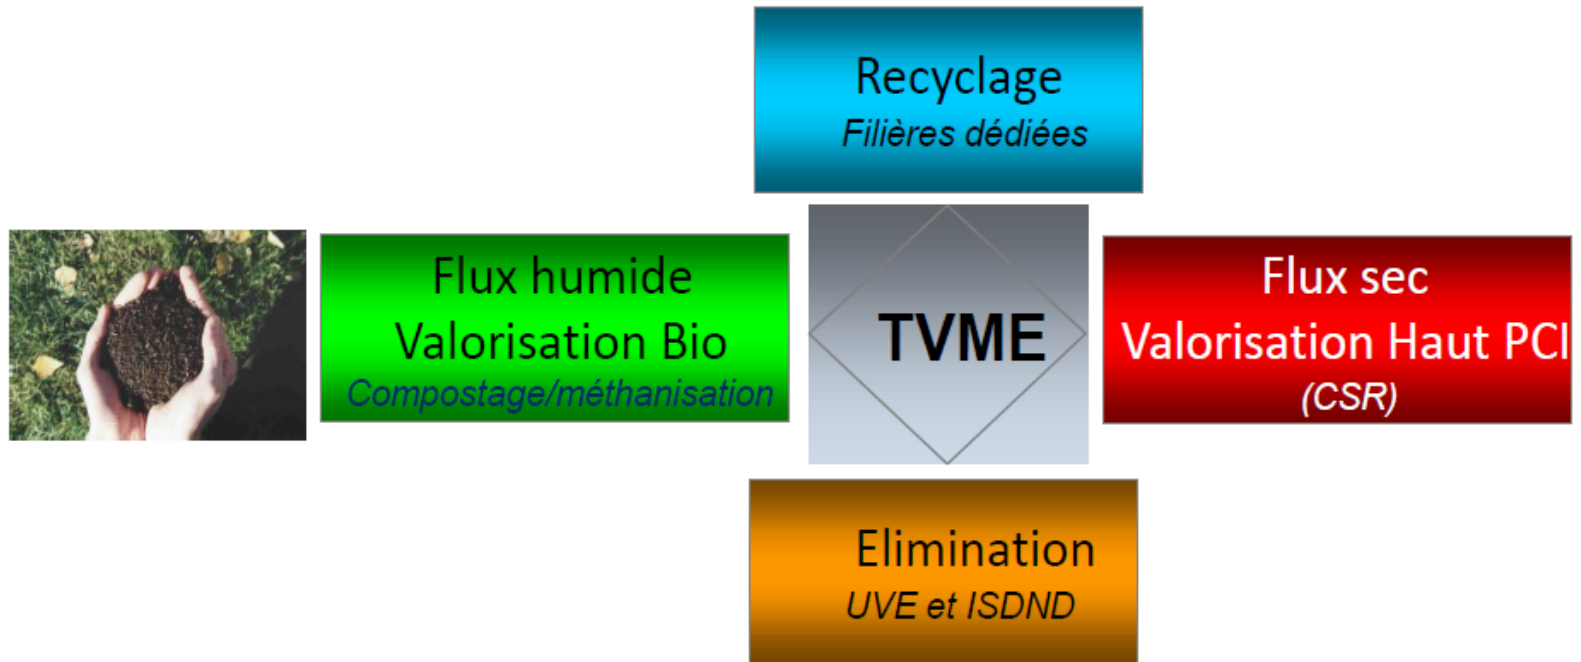 Recyclage
Filières dédiées
Flux humide
Valorisation Bio
Compostage/méthanisation
TVME
Flux sec
Valorisation Haut PCI
(CSR)
Elimination
UVE et ISDND